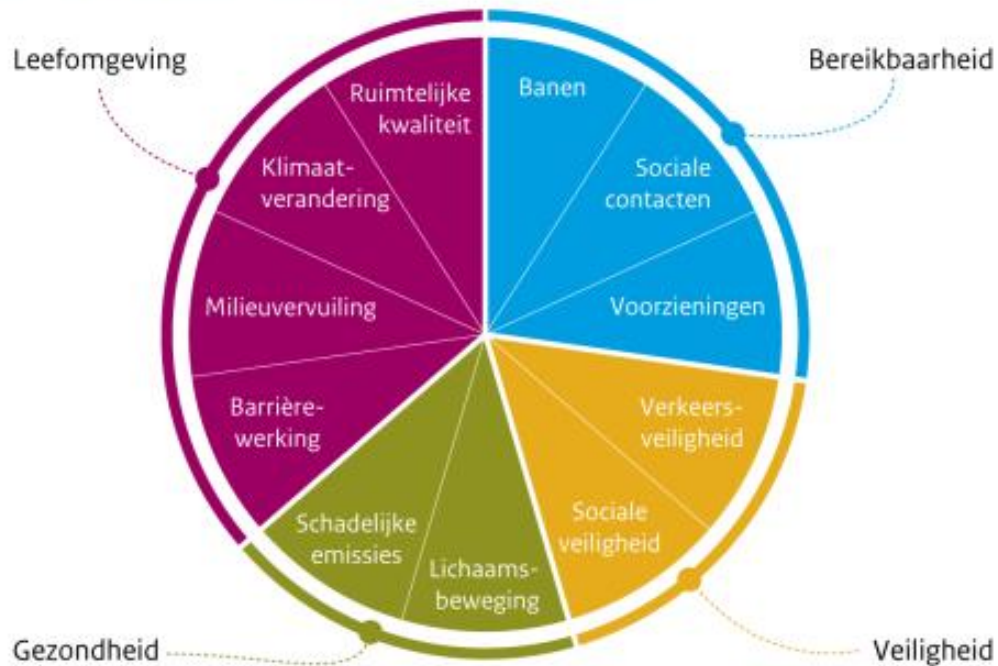 Leefomgeving
Bereikbaarheid
Ruimtelijke
kwaliteit
Banen
Klimaat-
verandering
Sociale
contacten
Milieuvervuiling
Voorzieningen
Barrière-
werking
Verkeers-
veiligheid
Schadelijke
emissies
Sociale
veiligheid
Lichaams-
beweging
Gezondheid
Veiligheid